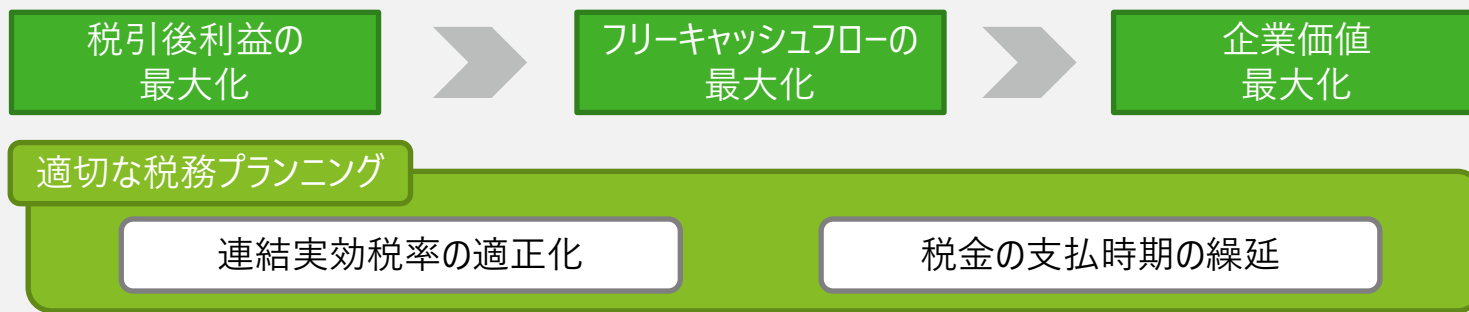 税引後利益の
最大化
フリーキャッシュフローの
最大化
企業価値
最大化
適切な税務プランニング
連結実効税率の適正化
税金の支払時期の繰延